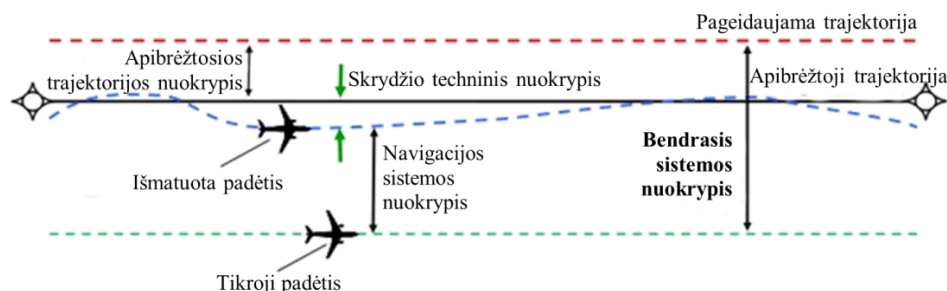 Pageidaujama trajektorija
Apibrėžtosios
trajektorijos nuokrypis
Skrydžio techninis nuokrypis
Apibrėžtoji trajektorija
Bendrasis
sistemos
nuokrypis
Navigacijos
sistemos
nuokrypis
Išmatuota padėtis
Tikroji padėtis